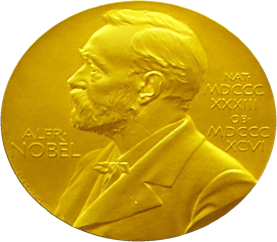 ALFR·
NOBEL
NAT·
MDCCC
XXXIII
OB·
MDCCC
XCVI